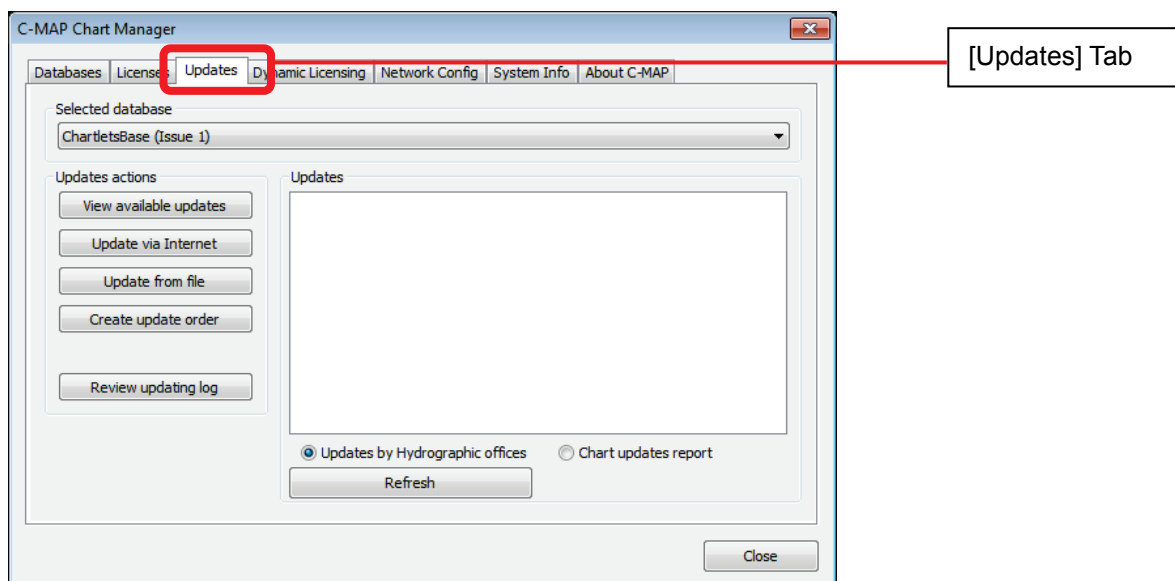 C-MAP Chart Manager
[Updates] Tab
Databases Licenses Updates Dynamic Licensing Network Config System Info About C-MAP
Selected database
ChartletsBase (Issue 1)
Updates actions
Updates
View available updates
Update via Internet
Update from file
Create update order
Review updating log
Updates by Hydrographic offices
Chart updates report
Refresh
Close